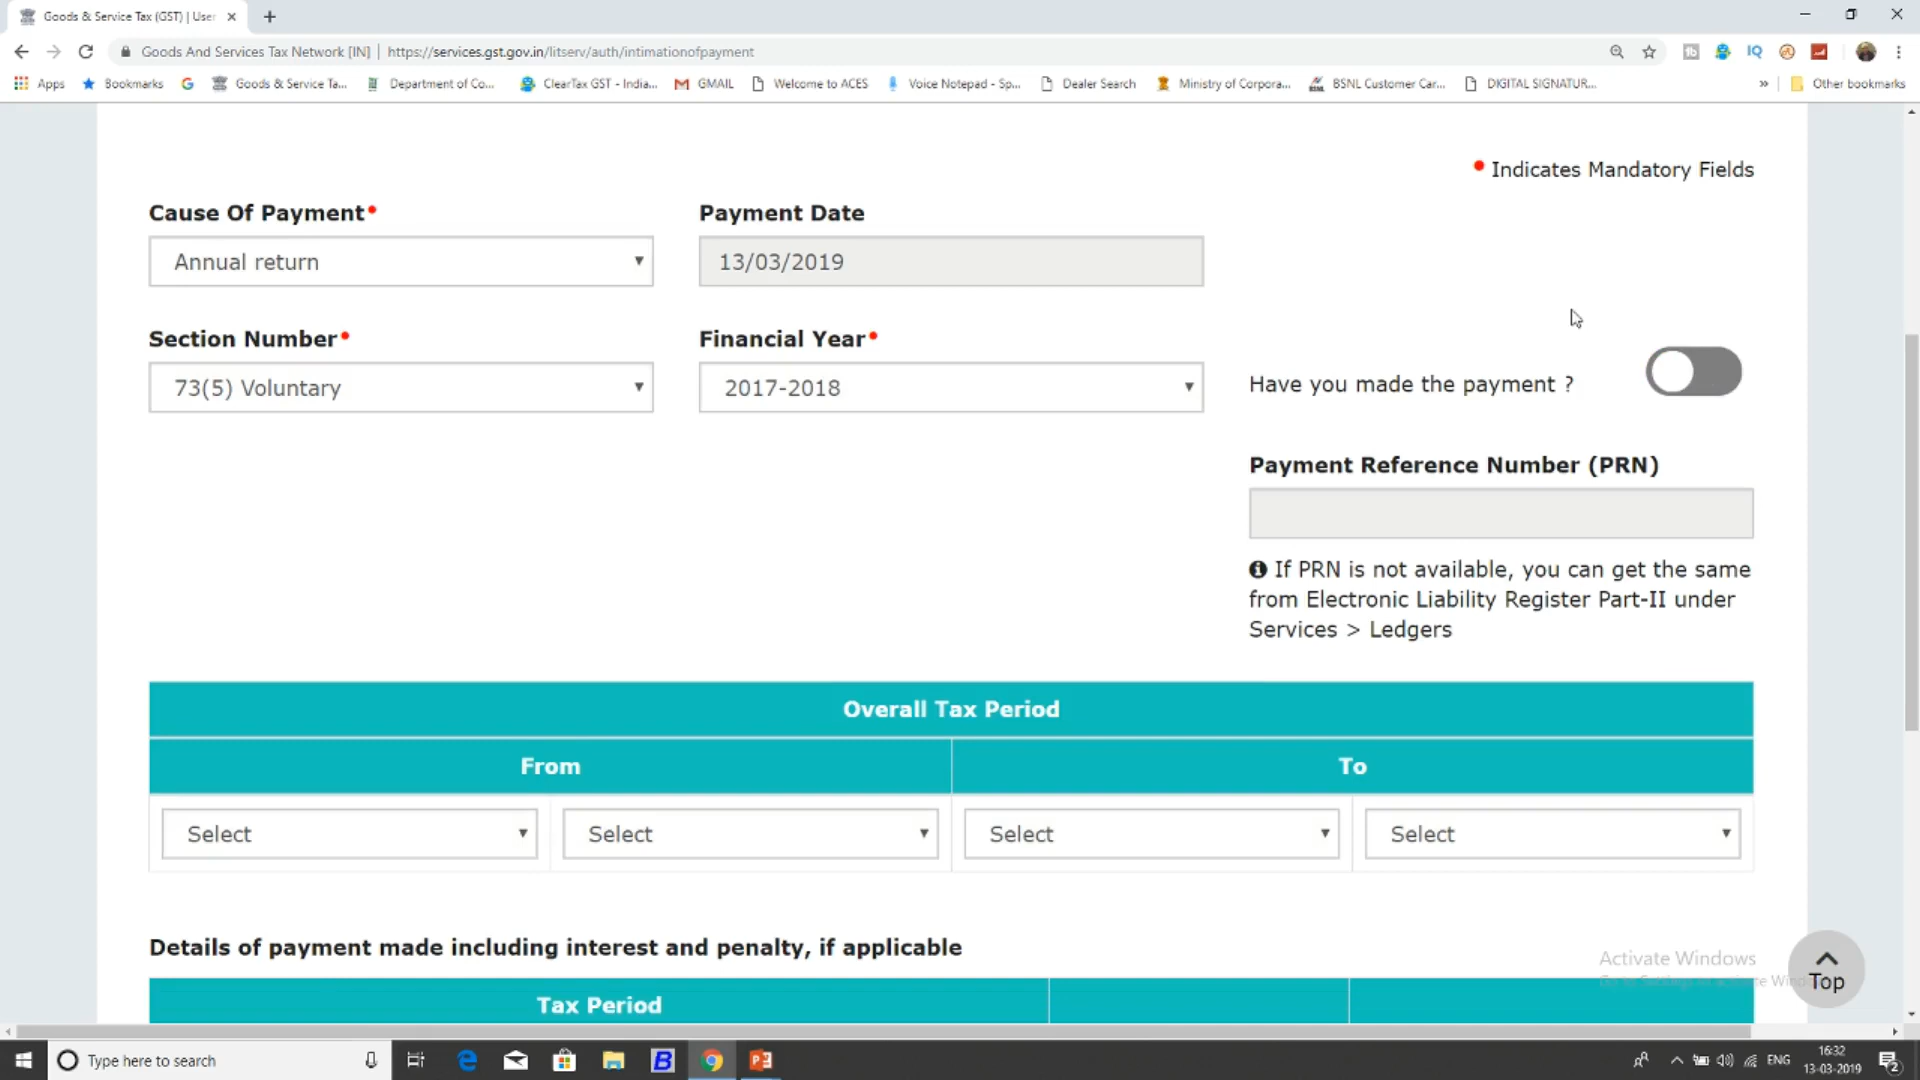 Goods & Service Tax (GST) | User
Goods And Services Tax Network [IN] | https://services.gst.gov.in/litserv/auth/intimationofpayment
Apps Bookmarks Goods & Service Ta... Department of Co... ClearTax GST - India... GMAIL Welcome to ACES Voice Notepad - Sp... Dealer Search Ministry of Corpora... BSNL Customer Car... DIGITAL SIGNATUR... » Other bookmarks
• Indicates Mandatory Fields
Cause Of Payment• Payment Date
Annual return 13/03/2019
Section Number• Financial Year•
73(5) Voluntary 2017-2018 Have you made the payment ?
Payment Reference Number (PRN)
If PRN is not available, you can get the same
from Electronic Liability Register Part-II under
Services > Ledgers
Overall Tax Period
From To
Select Select Select Select
Details of payment made including interest and penalty, if applicable
Activate Windows
Top
Tax Period
Type here to search
ENG 16:32
13-03-2019 2